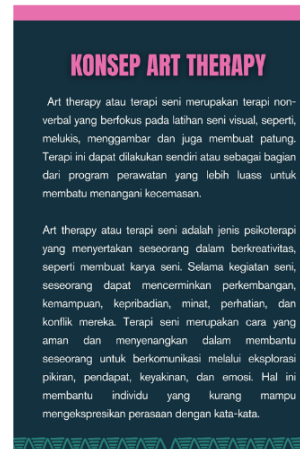 KONSEP ART THERAPY
Art therapy atau terapi seni merupakan terapi non-
verbal yang berfokus pada latihan seni visual, seperti,
melukis, menggambar dan juga membuat patung.
Terapi ini dapat dilakukan sendiri atau sebagai bagian
dari program perawatan yang lebih luass untuk
membatu menangani kecemasan.
Art therapy atau terapi seni adalah jenis psikoterapi
yang menyertakan seseorang dalam berkreativitas,
seperti membuat karya seni. Selama kegiatan seni,
seseorang dapat mencerminkan perkembangan,
kemampuan, kepribadian, minat, perhatian, dan
konflik mereka. Terapi seni merupakan cara yang
aman dan menyenangkan dalam membantu
seseorang untuk berkomunikasi melalui eksplorasi
pikiran, pendapat, keyakinan, dan emosi. Hal ini
membantu individu yang kurang mampu
mengekspresikan perasaan dengan kata-kata.